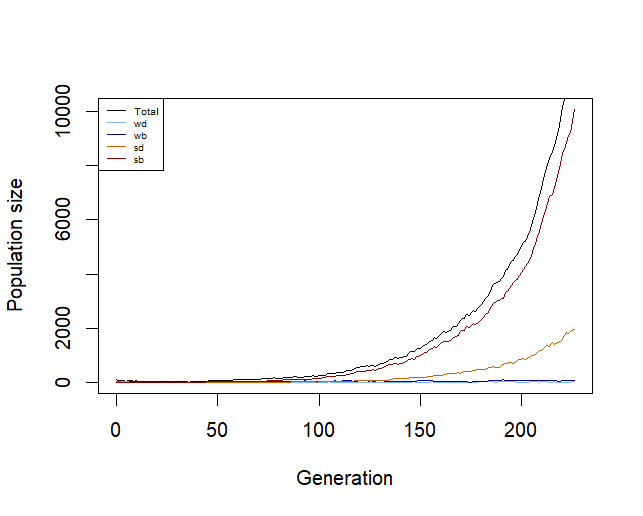 Population size
10000
6000
2000
0
Total
wd
wb
sd
sb
0
50
100
150
200
Generation